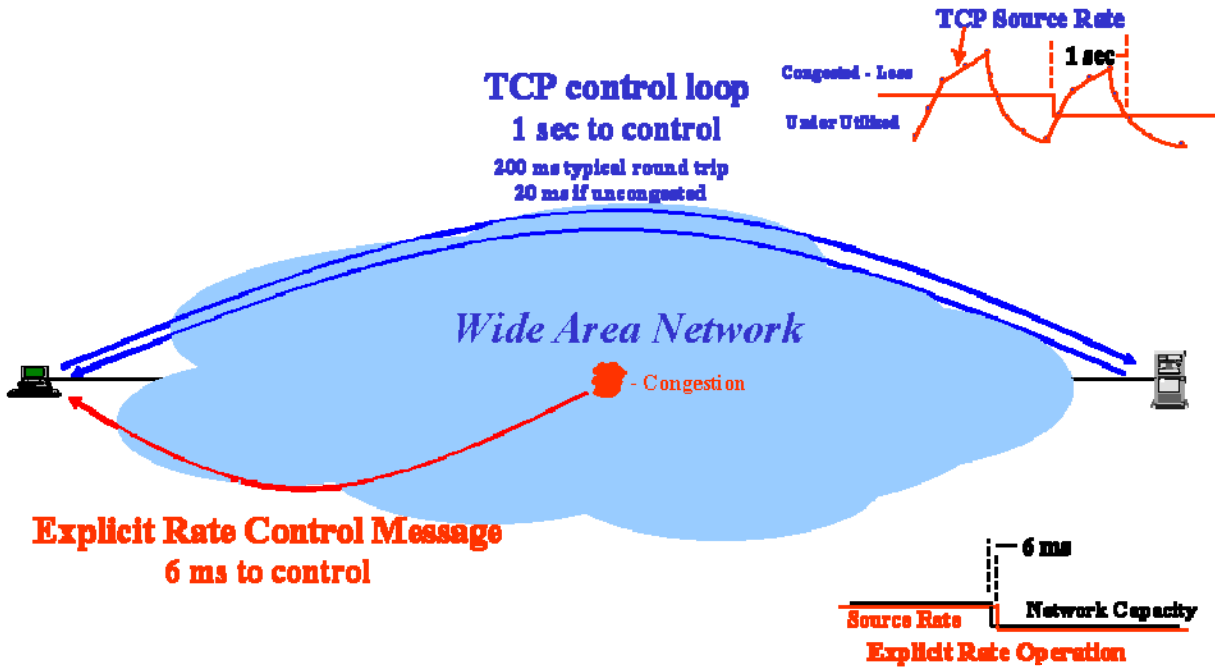 TCP Source Rate
1 sec
Congested - Loss
Under Utilized
TCP control loop
1 sec to control
200 ms typical round trip
20 ms if uncongested
Wide Area Network
- Congestion
Explicit Rate Control Message
6 ms to control
6 ms
Network Capacity
Source Rate
Explicit Rate Operation